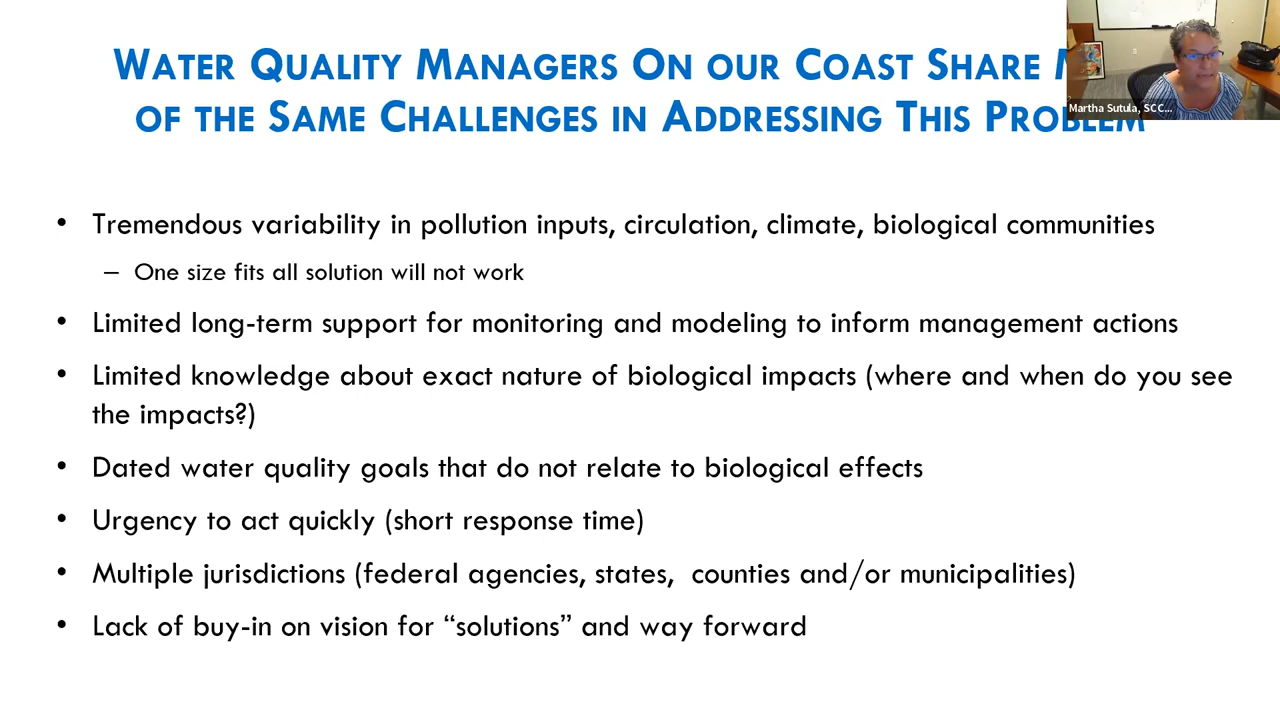 WATER QUALITY MANAGERS ON OUR COAST SHARE
OF THE SAME CHALLENGES IN ADDRESSING THIS PROBLEM
Martha Sutula, SCC...
• Tremendous variability in pollution inputs, circulation, climate, biological communities
– One size fits all solution will not work
• Limited long-term support for monitoring and modeling to inform management actions
• Limited knowledge about exact nature of biological impacts (where and when do you see
the impacts?)
• Dated water quality goals that do not relate to biological effects
• Urgency to act quickly (short response time)
• Multiple jurisdictions (federal agencies, states,  counties and/or municipalities)
• Lack of buy-in on vision for “solutions” and way forward